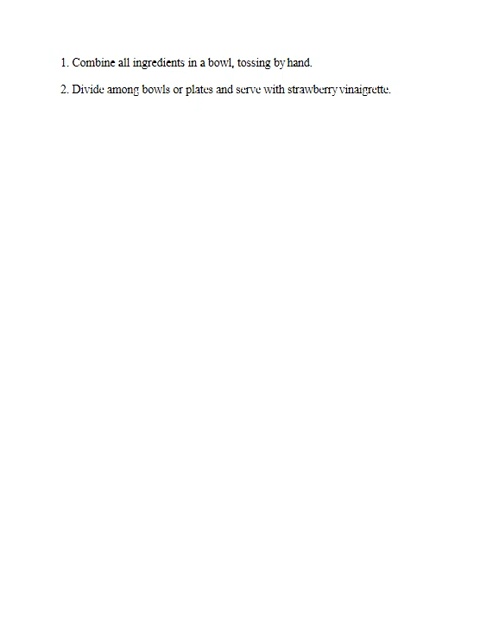 1. Combine all ingredients in a bowl, tossing by hand.
2. Divide among bowls or plates and serve with strawberry vinaigrette.